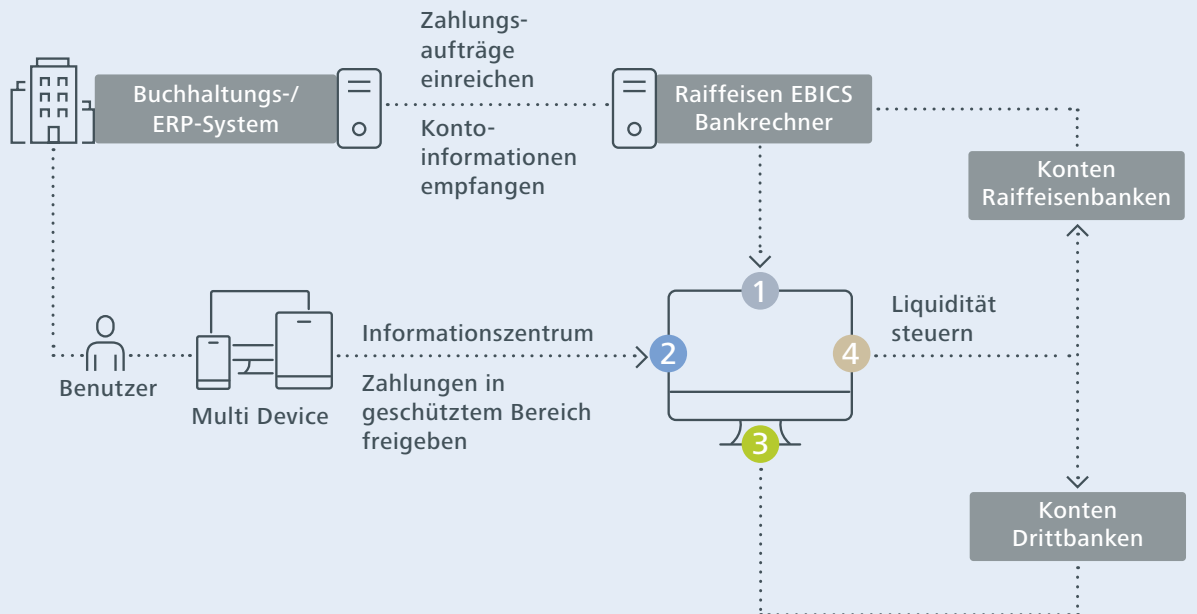 Zahlungs-
aufträge
einreichen
Buchhaltungs-/
ERP-System
Raiffeisen EBICS
Bankrechner
Konto-
informationen
empfangen
Konten
Raiffeisenbanken
1
Informationszentrum
2
4
Liquidität
steuern
Benutzer
Multi Device
Zahlungen in
geschütztem Bereich
freigeben
3
Konten
Drittbanken